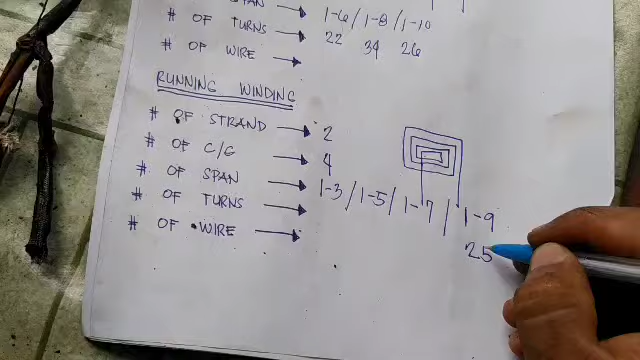 SPAN → 1-6/1-8/1-10
# OF TURNS → 22 34 26
# OF WIRE →
RUNNING WINDING
# OF STRAND → 2
# OF C/G → 4
# OF SPAN → 1-3/1-5/1-7/1-9
# OF TURNS → 25
# OF WIRE →